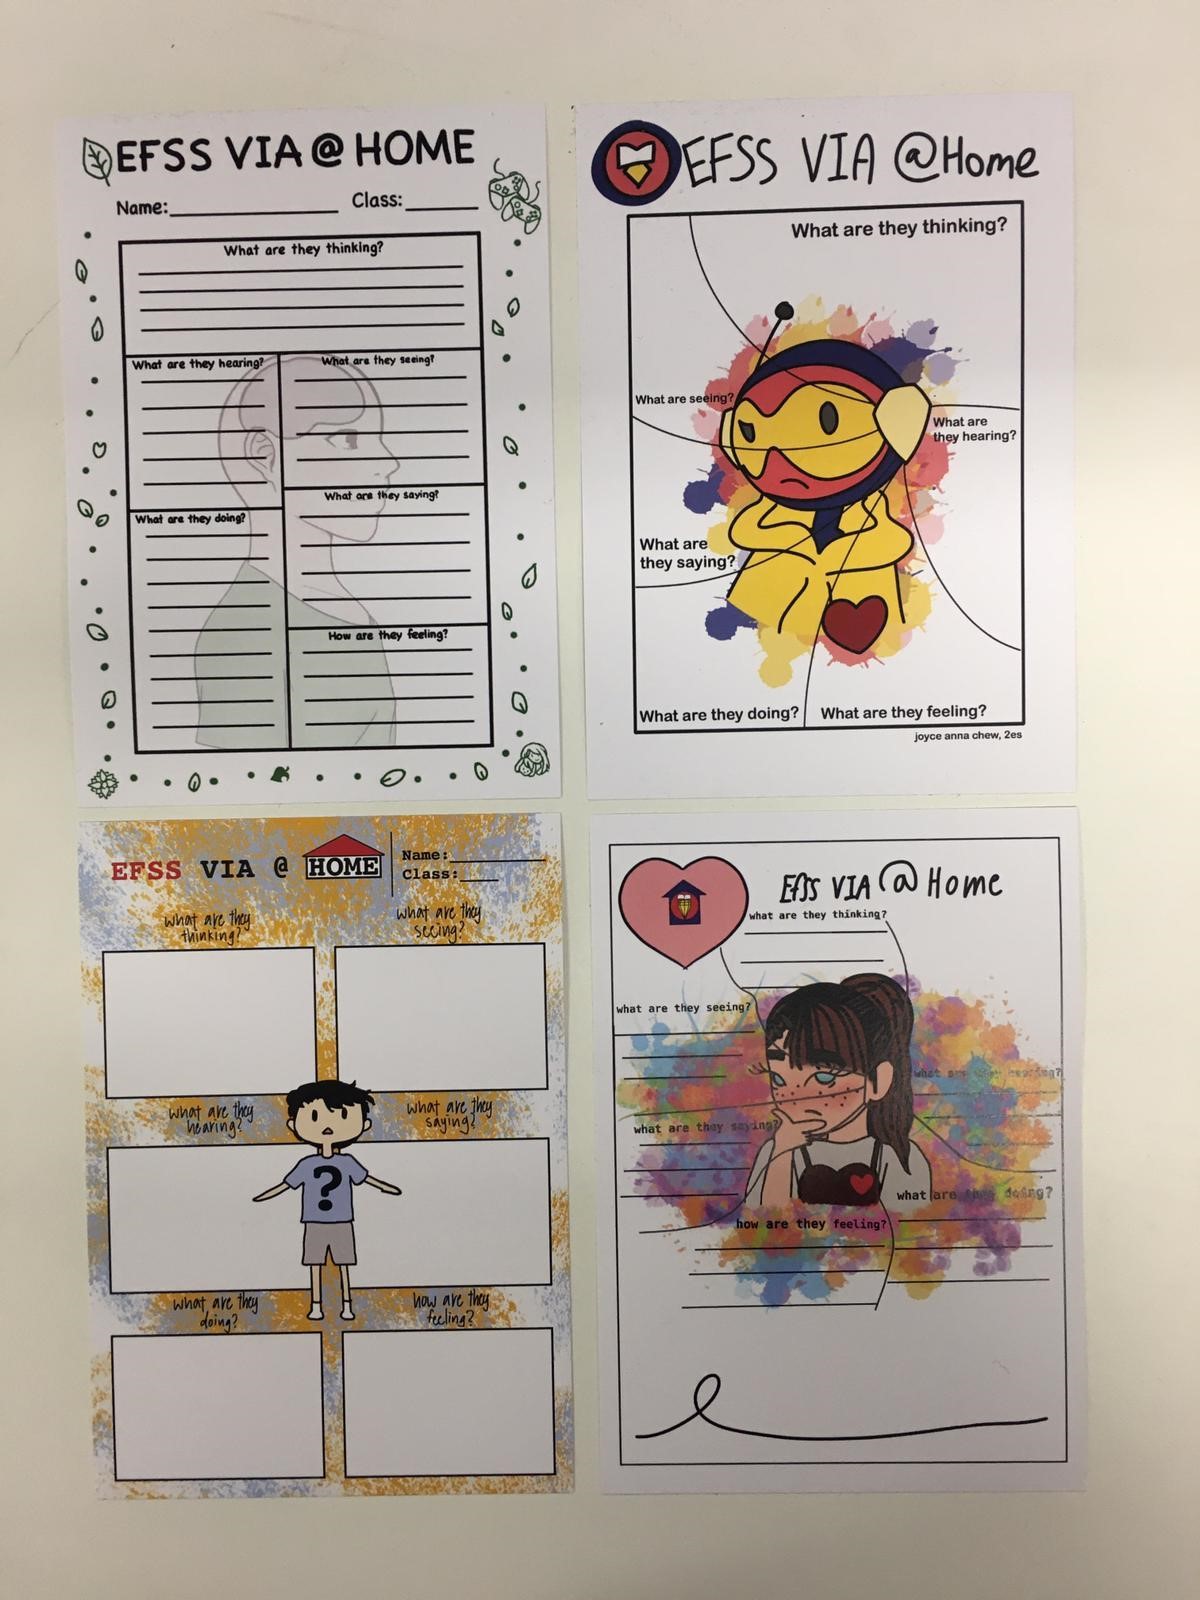 EFSS VIA @ HOME
Name: Class:
What are they thinking?
What are they hearing?
What are they seeing?
What are they saying?
What are they doing?
How are they feeling?
EFSS VIA @Home
What are they thinking?
What are seeing?
What are
they hearing?
What are
they saying?
What are they doing?
What are they feeling?
joyce anna chew, 2es
EFSS VIA @ HOME
Name:
Class:
what are they
thinking?
what are they
seeing?
what are they
hearing?
what are they
saying?
?
what are they
doing?
how are they
feeling?
EFSS VIA @ Home
what are they thinking?
what are they seeing?
what are they hearing?
what are they saying?
what are they doing?
how are they feeling?